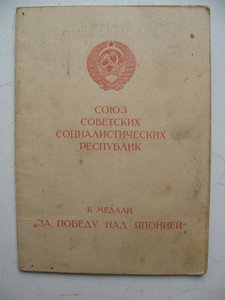 СОЮЗ
СОВЕТСКИХ
СОЦИАЛИСТИЧЕСКИХ
РЕСПУБЛИК
К МЕДАЛИ
„ЗА ПОБЕДУ НАД ЯПОНИЕЙ“